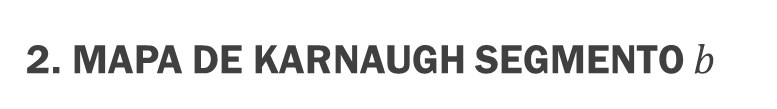 2. MAPA DE KARNAUGH SEGMENTO b